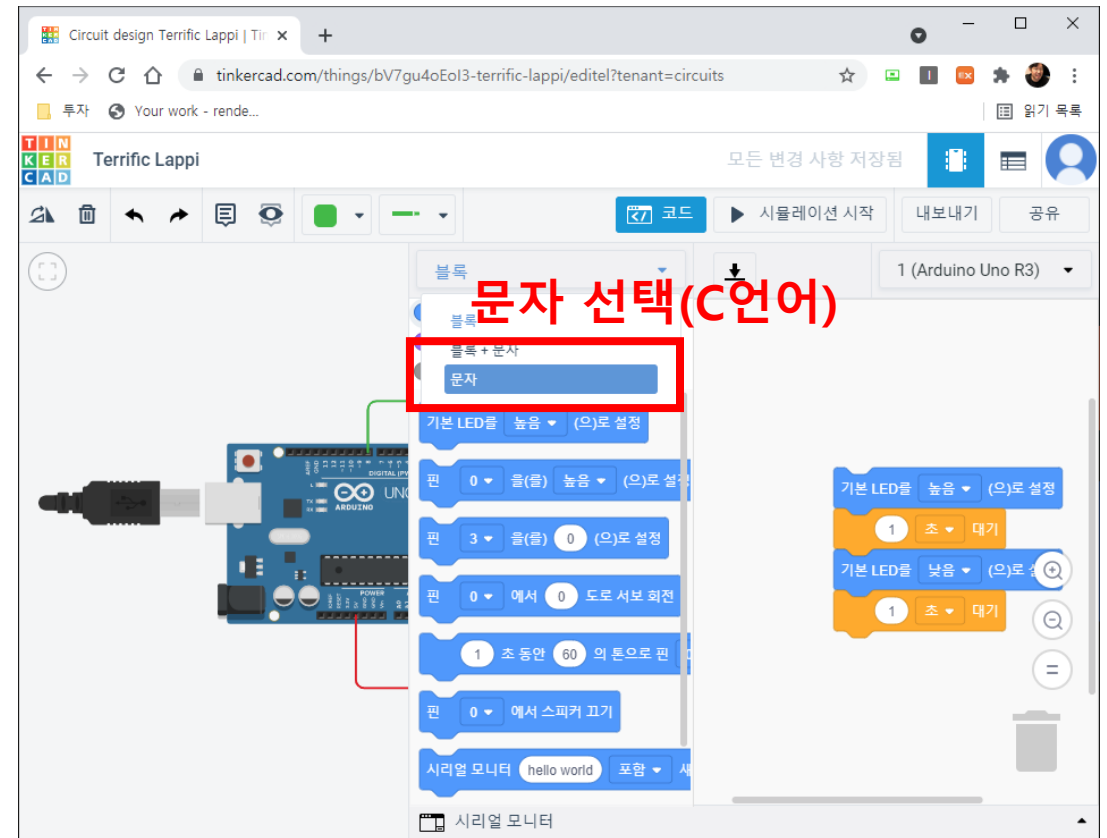 Circuit design Terrific Lappi | Tin
tinkercad.com/things/bV7gu4oEoI3-terrific-lappi/editel?tenant=circuits
투자 Your work - rende... 읽기 목록
TINKERCAD Terrific Lappi 모든 변경 사항 저장됨
코드 시뮬레이션 시작 내보내기 공유
블록 1 (Arduino Uno R3)
문자 선택(C언어)
블록
블록 + 문자
문자
기본 LED를 높음 (으)로 설정
핀 0 을(를) 높음 (으)로 설정
핀 3 을(를) 0 (으)로 설정
핀 0 에서 0 도로 서보 회전
1 초 동안 60 의 톤으로 핀
핀 0 에서 스피커 끄기
시리얼 모니터 hello world 포함 새
시리얼 모니터
DIGITAL
UNO
ARDUINO
POWER
기본 LED를 높음 (으)로 설정
1 초 대기
기본 LED를 낮음 (으)로
1 초 대기